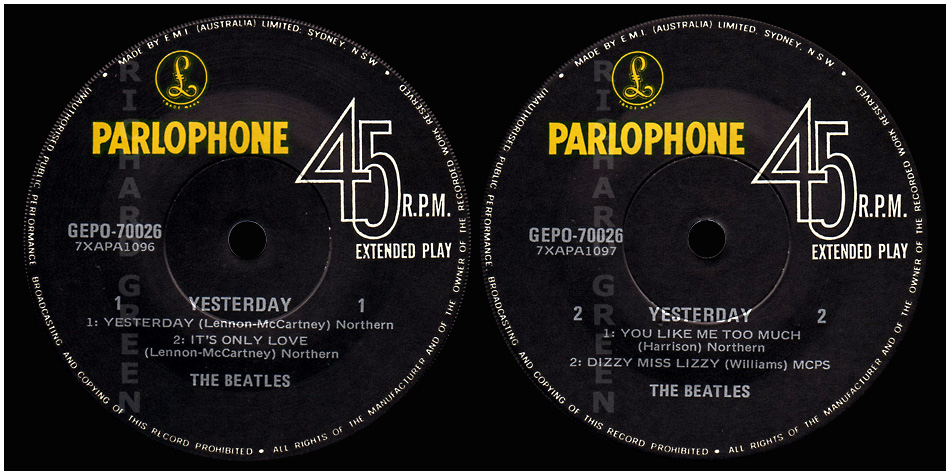 MADE BY E.M.I. (AUSTRALIA) LIMITED. SYDNEY, N.S.W.
UNAUTHORISED PUBLIC PERFORMANCE BROADCASTING AND COPYING OF THIS RECORD PROHIBITED • ALL RIGHTS OF THE MANUFACTURER AND OF THE OWNER OF THE RECORDED WORK RESERVED
£
TRADE MARK
PARLOPHONE
45
R.P.M.
GEPO-70026
7XAPA1096
EXTENDED PLAY
1 YESTERDAY 1
1: YESTERDAY (Lennon-McCartney) Northern
2: IT'S ONLY LOVE
(Lennon-McCartney) Northern
THE BEATLES
RICHARD GREEN
MADE BY E.M.I. (AUSTRALIA) LIMITED. SYDNEY, N.S.W.
UNAUTHORISED PUBLIC PERFORMANCE BROADCASTING AND COPYING OF THIS RECORD PROHIBITED • ALL RIGHTS OF THE MANUFACTURER AND OF THE OWNER OF THE RECORDED WORK RESERVED
£
TRADE MARK
PARLOPHONE
45
R.P.M.
GEPO-70026
7XAPA1097
EXTENDED PLAY
2 YESTERDAY 2
1: YOU LIKE ME TOO MUCH
(Harrison) Northern
2: DIZZY MISS LIZZY (Williams) MCPS
THE BEATLES
RICHARD GREEN